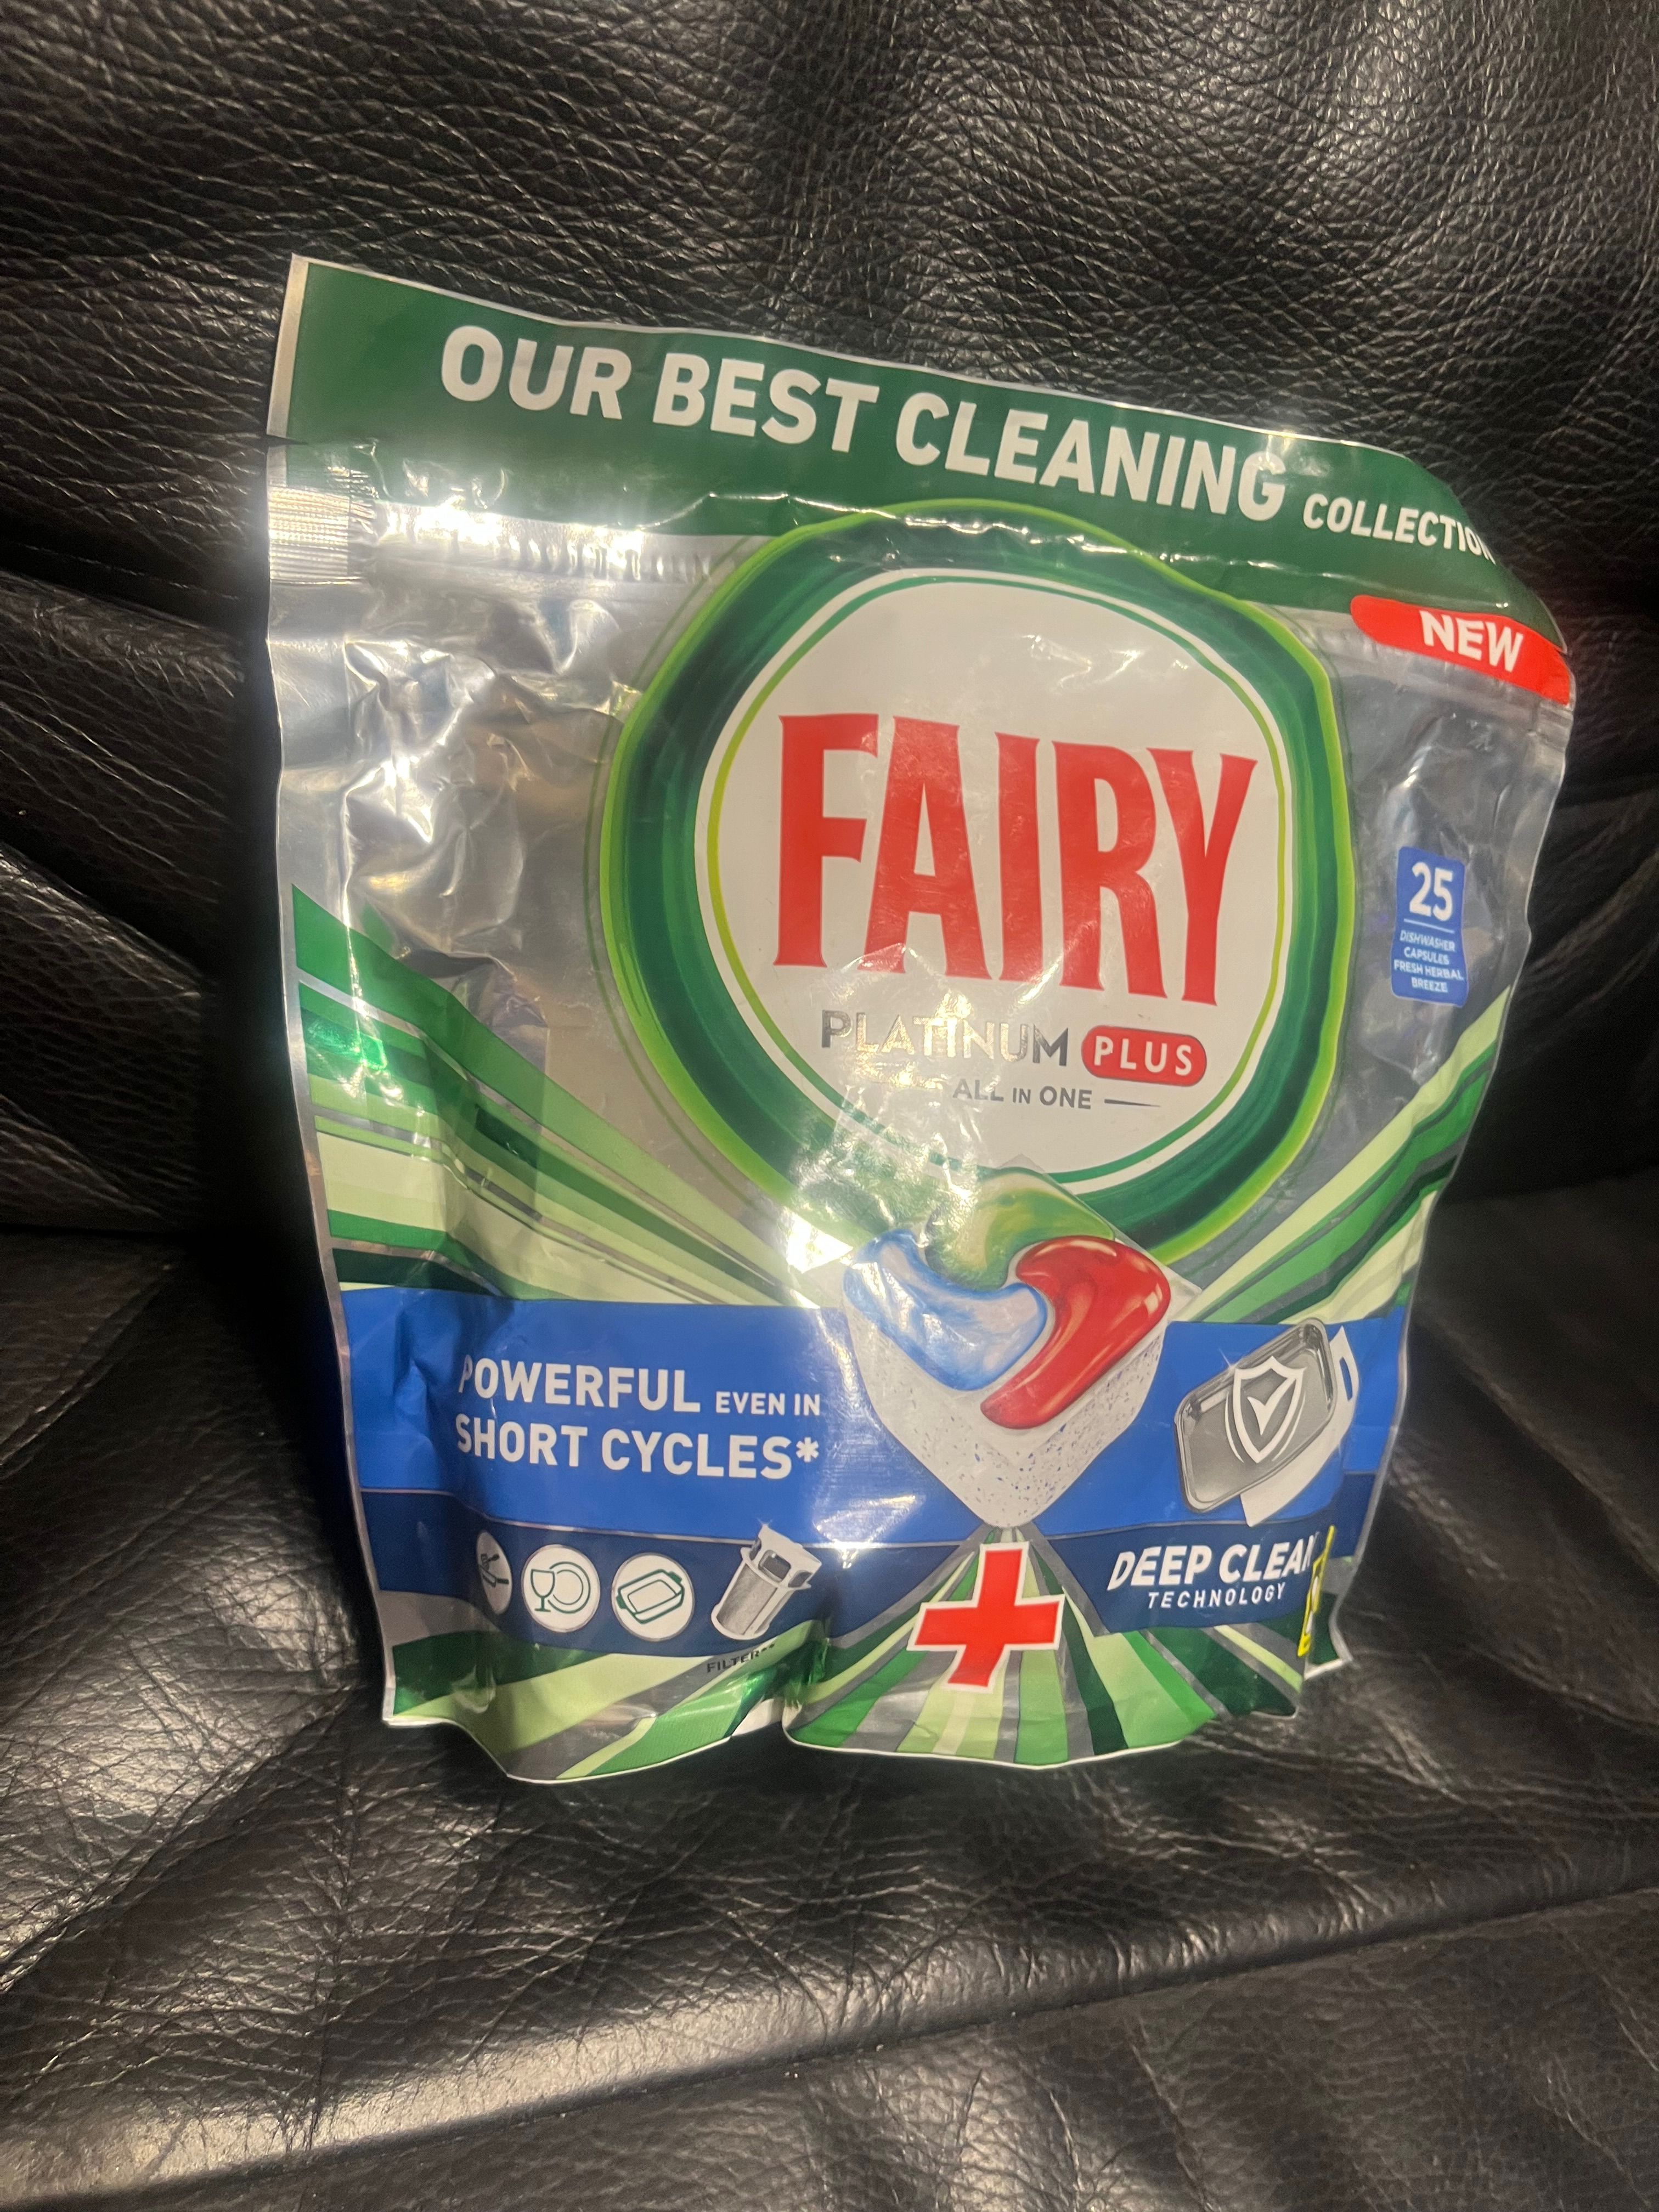 OUR BEST CLEANING COLLECTION
NEW
FAIRY
PLATINUM PLUS
ALL IN ONE
25
DISHWASHER
CAPSULES
FRESH HERBAL
BREEZE
POWERFUL EVEN IN
SHORT CYCLES*
DEEP CLEAN
TECHNOLOGY
FILTER**